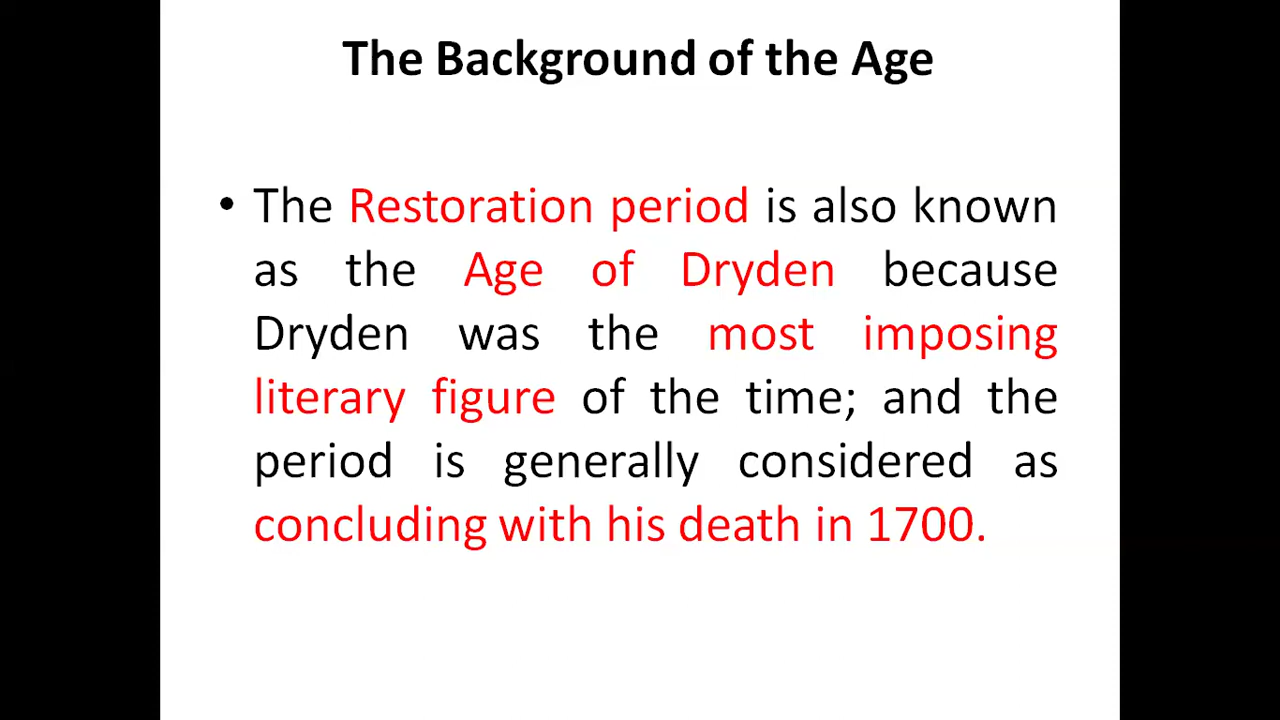 The Background of the Age
• The Restoration period is also known
as the Age of Dryden because
Dryden was the most imposing
literary figure of the time; and the
period is generally considered as
concluding with his death in 1700.